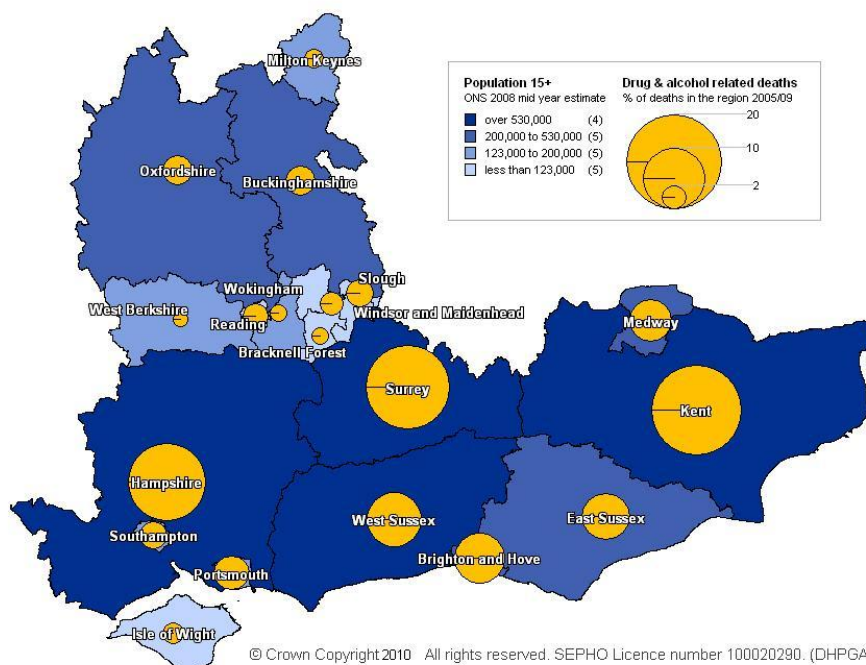 Milton Keynes
Oxfordshire
Buckinghamshire
Population 15+
ONS 2008 mid year estimate
over 530,000 (4)
200,000 to 530,000 (5)
123,000 to 200,000 (5)
less than 123,000 (5)
Drug & alcohol related deaths
% of deaths in the region 2005/09
20
10
2
Slough
Wokingham
West Berkshire
Windsor and Maidenhead
Reading
Medway
Bracknell Forest
Surrey
Kent
Hampshire
West Sussex
East Sussex
Southampton
Brighton and Hove
Portsmouth
Isle of Wight
© Crown Copyright 2010 All rights reserved. SEPHO Licence number 100020290. (DHPGA